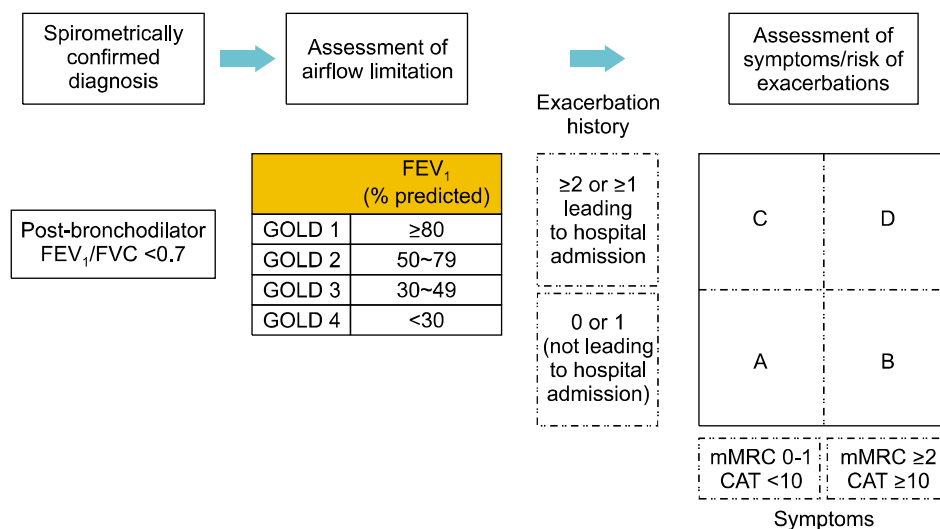 Spirometrically
confirmed
diagnosis
Assessment of
airflow limitation
Assessment of
symptoms/risk of
exacerbations
Exacerbation
history
Post-bronchodilator
FEV₁/FVC <0.7
FEV₁
(% predicted)
GOLD 1 ≥80
GOLD 2 50~79
GOLD 3 30~49
GOLD 4 <30
≥2 or ≥1
leading
to hospital
admission
0 or 1
(not leading
to hospital
admission)
C D
A B
mMRC 0-1
CAT <10
mMRC ≥2
CAT ≥10
Symptoms